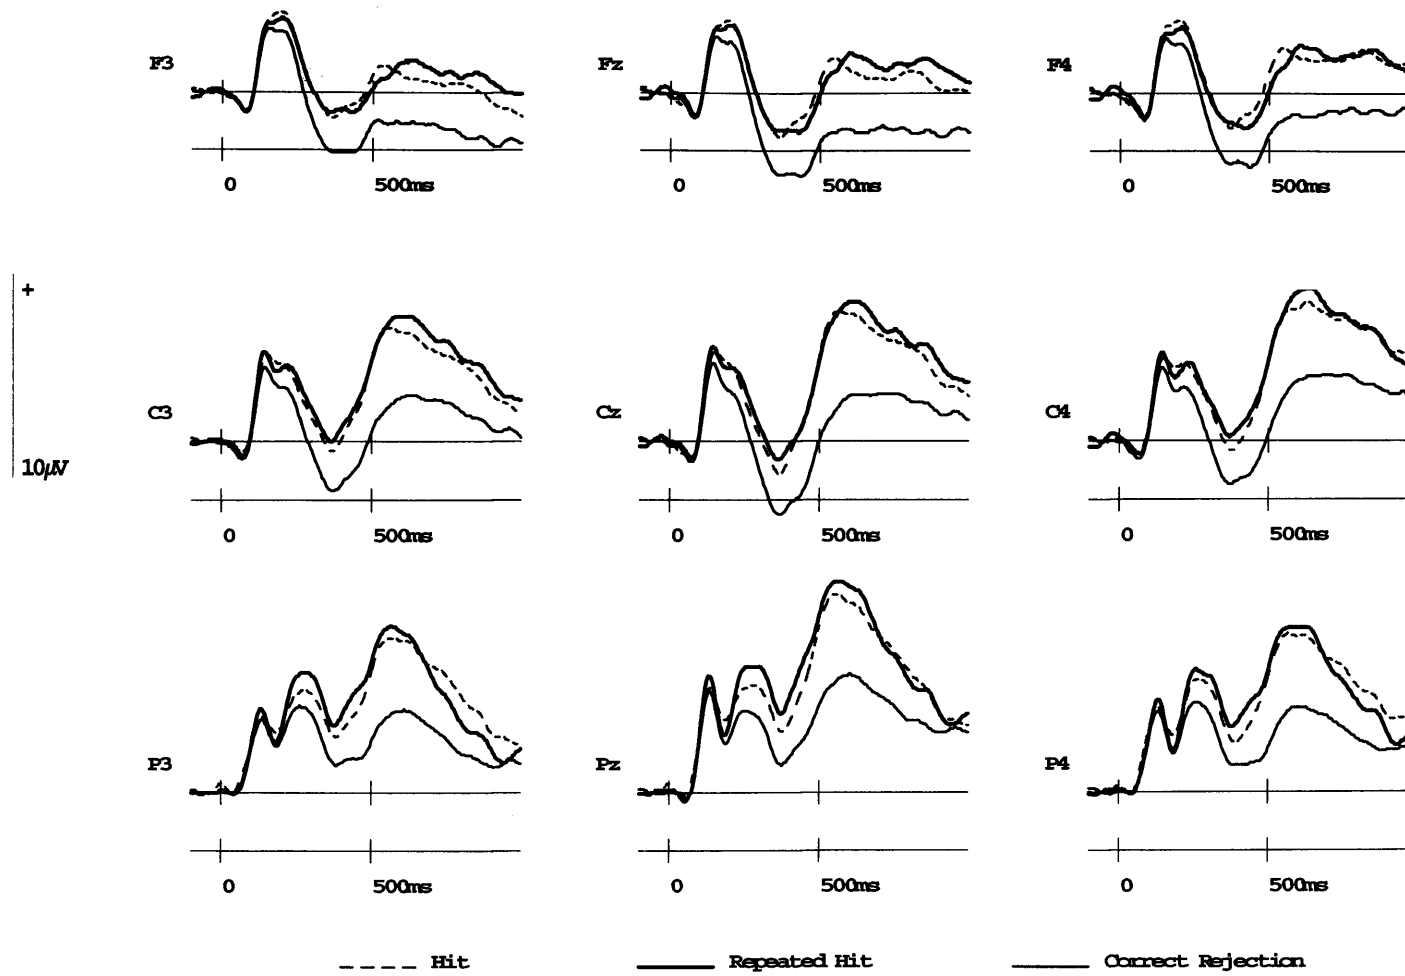 F3 Fz F4
0 500ms 0 500ms 0 500ms
+
C3 Cz C4
10µV
0 500ms 0 500ms 0 500ms
P3 Pz P4
0 500ms 0 500ms 0 500ms
Hit Repeated Hit Correct Rejection